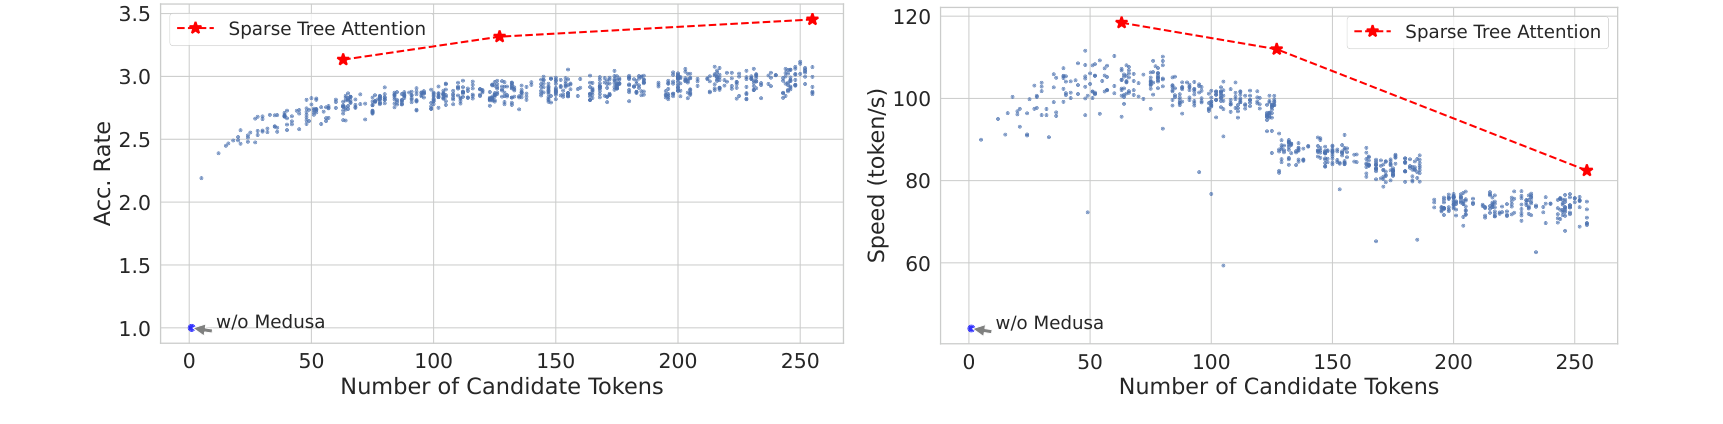 3.5
3.0
2.5
2.0
1.5
1.0
Acc. Rate
Sparse Tree Attention
w/o Medusa
0 50 100 150 200 250
Number of Candidate Tokens
120
100
80
60
Speed (token/s)
Sparse Tree Attention
w/o Medusa
0 50 100 150 200 250
Number of Candidate Tokens